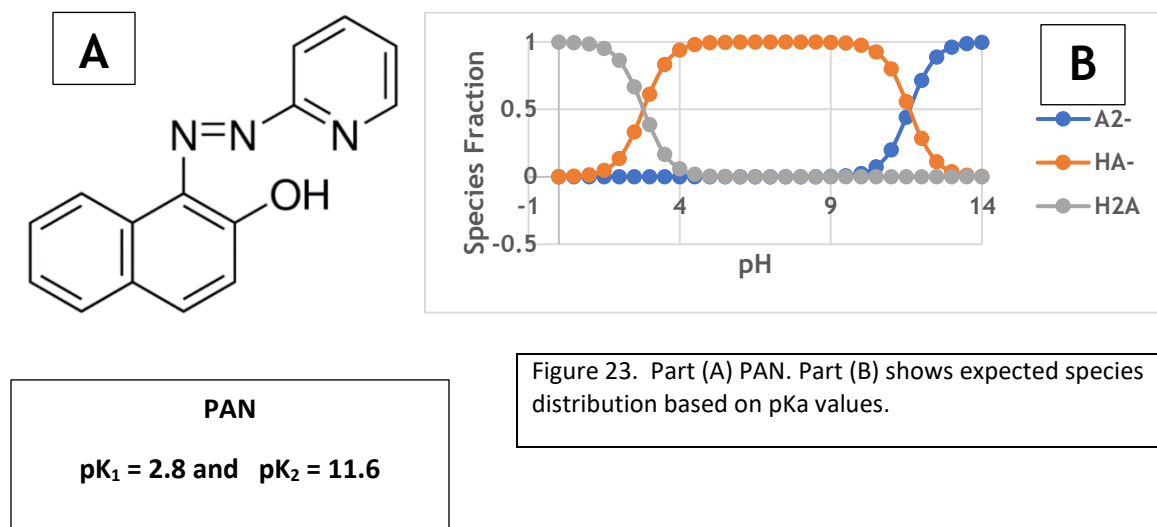 A
N=N
N
OH
Species Fraction
1
0.5
0
-0.5
-1
4
9
14
pH
B
A2-
HA-
H2A
PAN
pK₁ = 2.8 and pK₂ = 11.6
Figure 23. Part (A) PAN. Part (B) shows expected species
distribution based on pKa values.